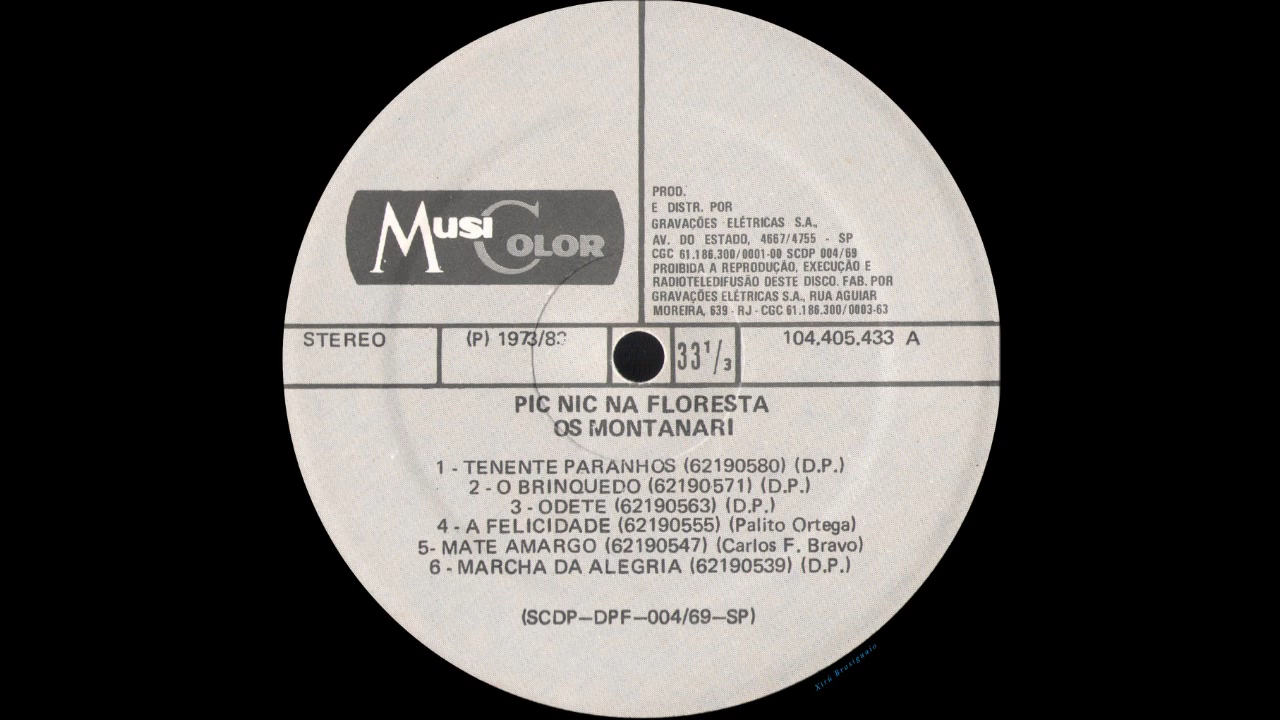 Musi Color
PROD.
E DISTR. POR
GRAVAÇÕES ELÉTRICAS S.A.,
AV. DO ESTADO, 4667/4755 - SP
CGC 61.186.300/0001-00 SCDP 004/69
PROIBIDA A REPRODUÇÃO, EXECUÇÃO E
RADIOTELEDIFUSÃO DESTE DISCO. FAB. POR
GRAVAÇÕES ELÉTRICAS S.A., RUA AGUIAR
MOREIRA, 639 - RJ - CGC 61.186.300/0003-63
STEREO
(P) 1973/83
33 1/3
104.405.433 A
PIC NIC NA FLORESTA
OS MONTANARI
1 - TENENTE PARANHOS (62190580) (D.P.)
2 - O BRINQUEDO (62190571) (D.P.)
3 - ODETE (62190563) (D.P.)
4 - A FELICIDADE (62190555) (Palito Ortega)
5- MATE AMARGO (62190547) (Carlos F. Bravo)
6 - MARCHA DA ALEGRIA (62190539) (D.P.)
(SCDP—DPF—004/69—SP)
Xirú Brasiguaio